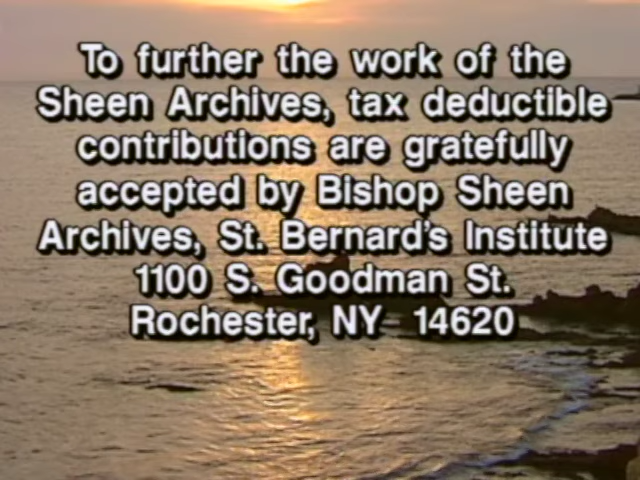 To further the work of the
Sheen Archives, tax deductible
contributions are gratefully
accepted by Bishop Sheen
Archives, St. Bernard's Institute
1100 S. Goodman St.
Rochester, NY 14620